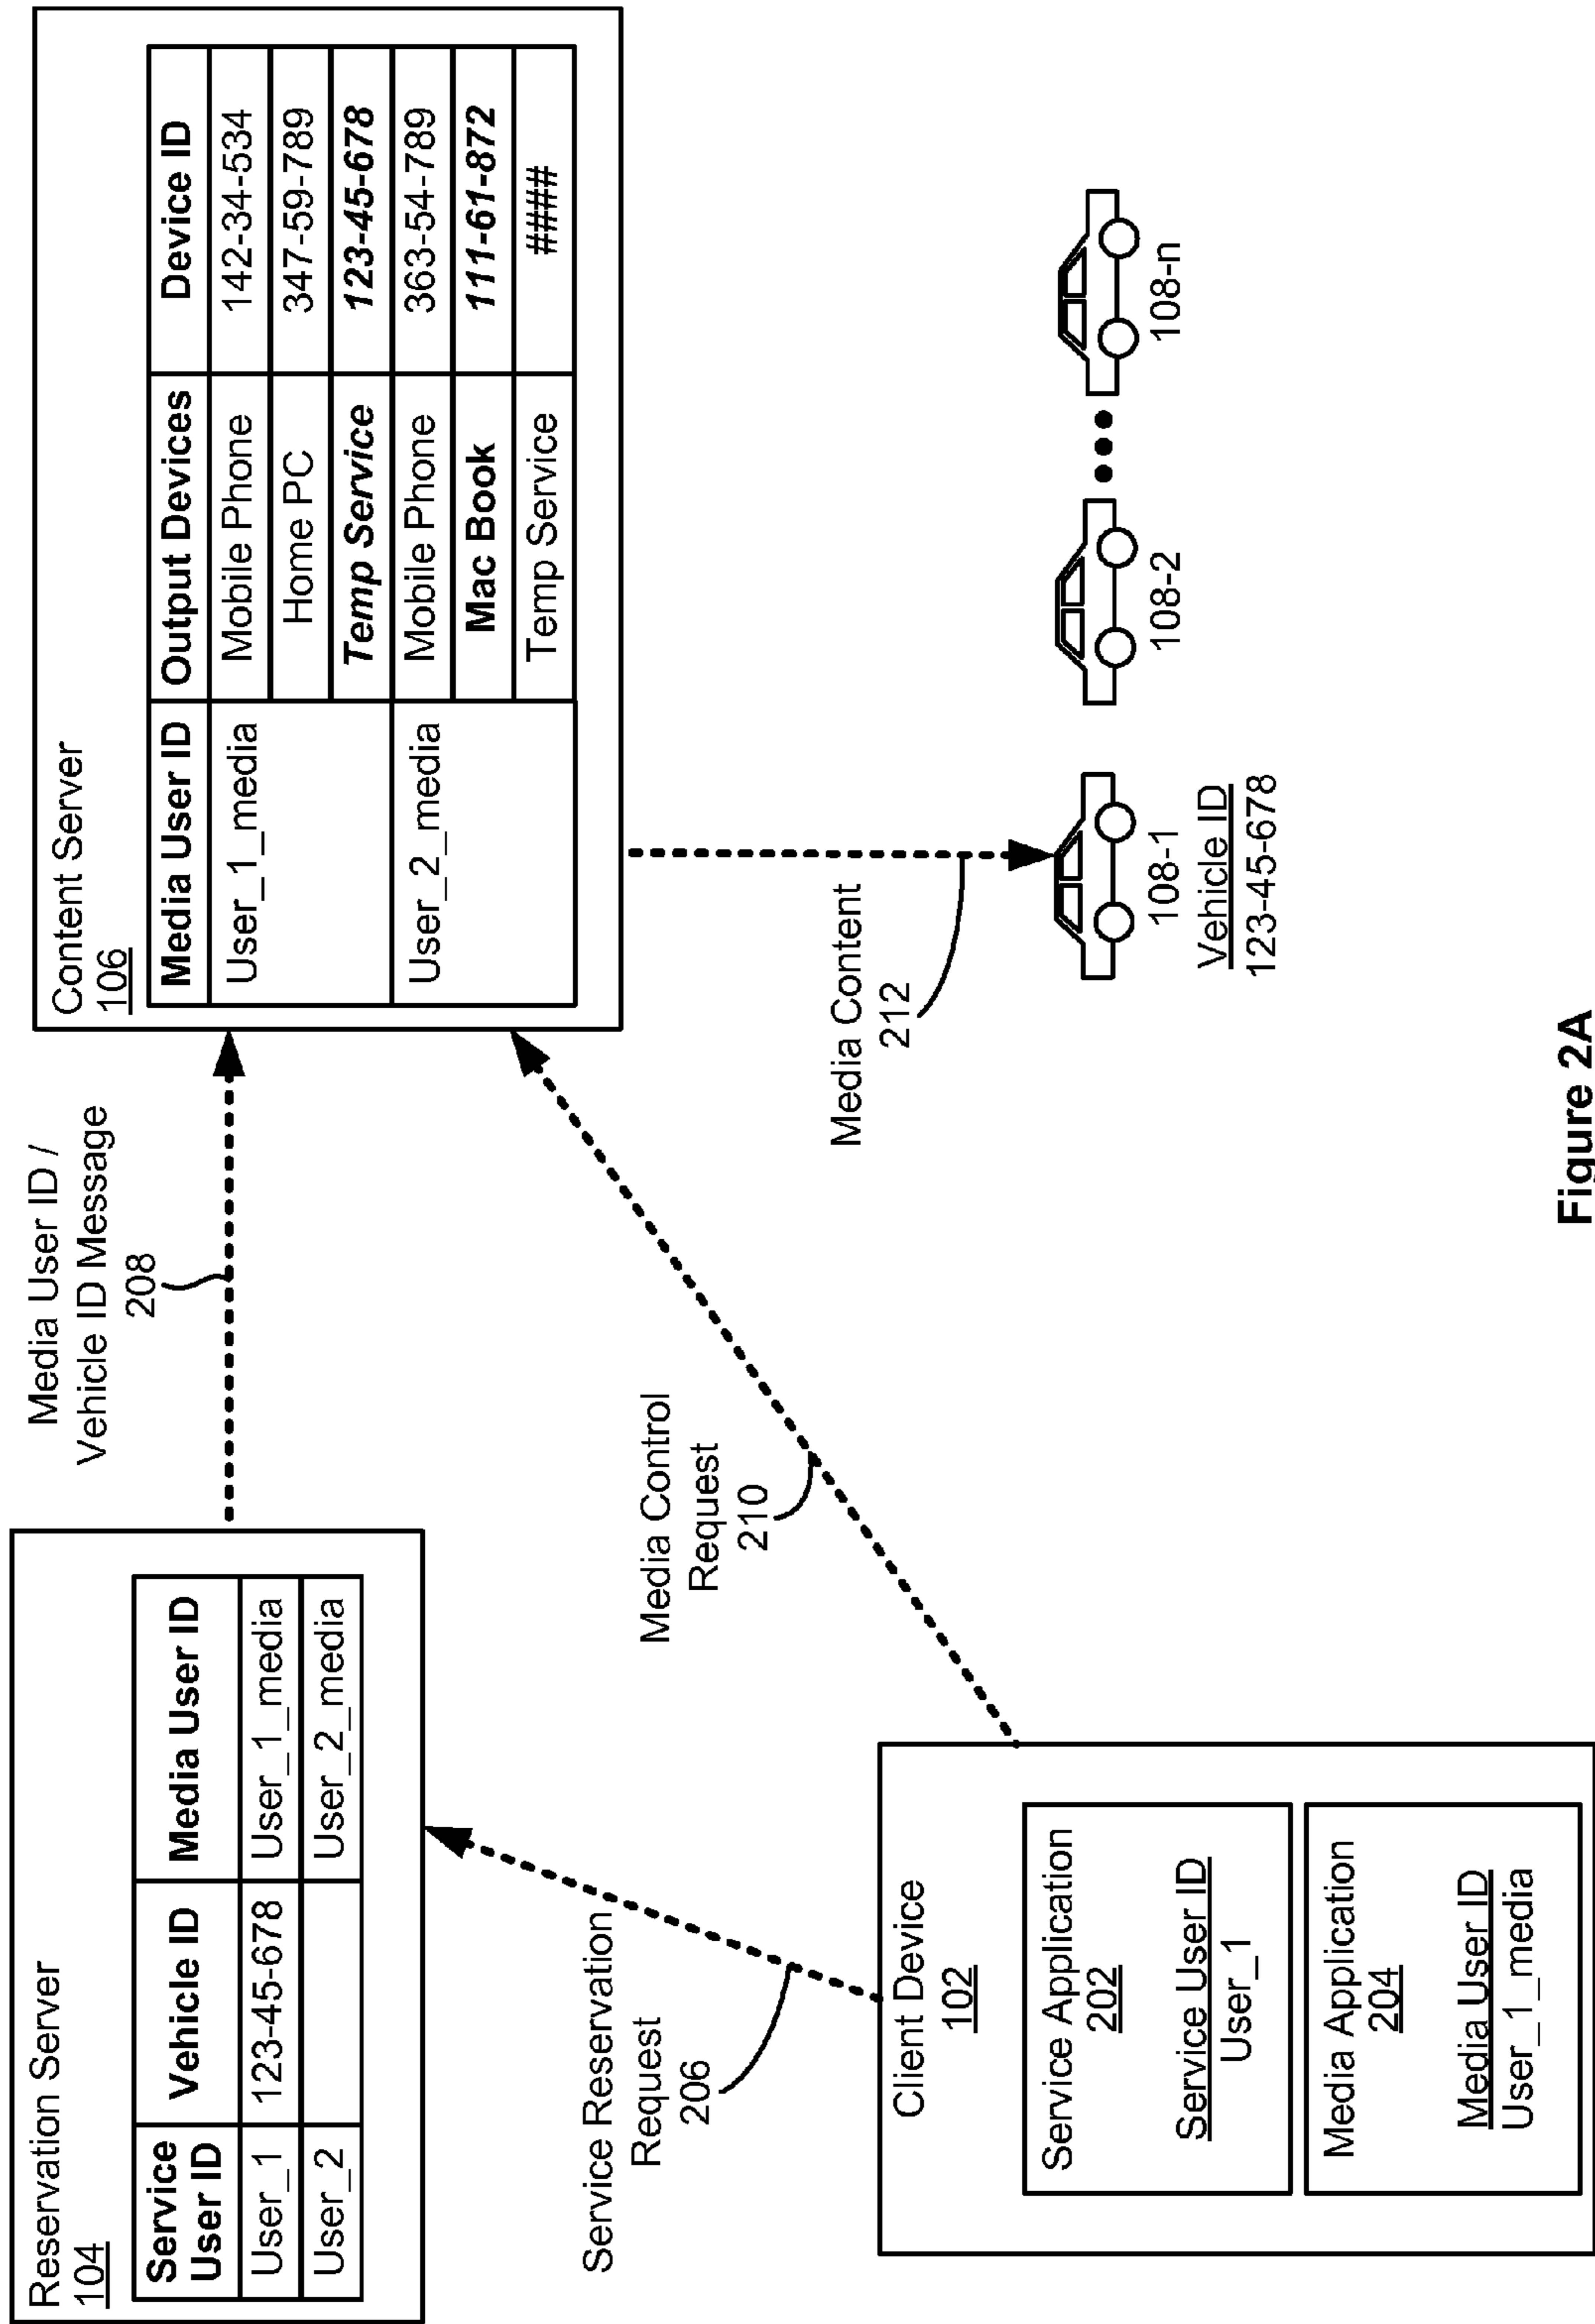 Reservation Server
104
Service User ID Vehicle ID Media User ID
User_1 123-45-678 User_1_media
User_2 User_2_media
Media User ID /
Vehicle ID Message
208
Content Server
106
Media User ID Output Devices Device ID
User_1_media Mobile Phone 142-34-534
Home PC 347-59-789
Temp Service 123-45-678
User_2_media Mobile Phone 363-54-789
Mac Book 111-61-872
Temp Service ####
Service Reservation
Request
206
Media Control
Request
210
Media Content
212
Client Device
102
Service Application
202
Service User ID
User_1
Media Application
204
Media User ID
User_1_media
108-1
Vehicle ID
123-45-678
108-2
108-n
Figure 2A